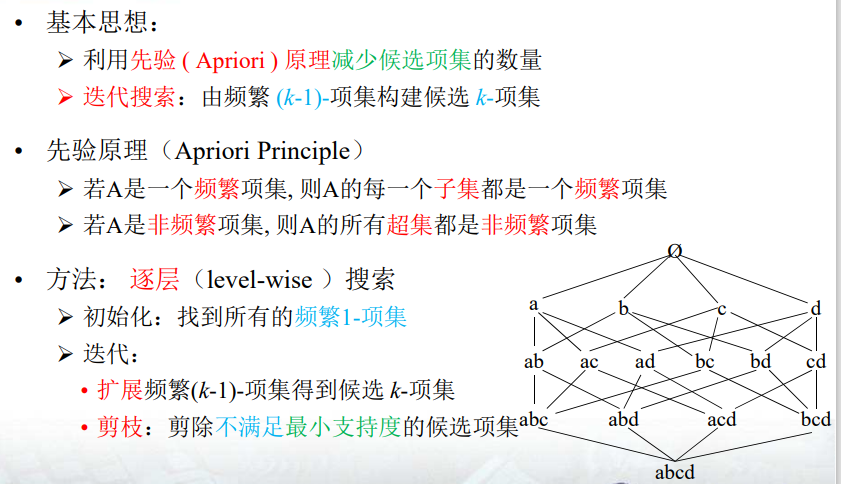 • 基本思想：
➢ 利用先验 ( Apriori ) 原理减少候选项集的数量
➢ 迭代搜索：由频繁 (k-1)-项集构建候选 k-项集
• 先验原理（Apriori Principle）
➢ 若A是一个频繁项集, 则A的每一个子集都是一个频繁项集
➢ 若A是非频繁项集, 则A的所有超集都是非频繁项集
• 方法： 逐层（level-wise ）搜索
➢ 初始化：找到所有的频繁1-项集
➢ 迭代：
• 扩展频繁(k-1)-项集得到候选 k-项集
• 剪枝：剪除不满足最小支持度的候选项集
Ø
a b c d
ab ac ad bc bd cd
abc abd acd bcd
abcd